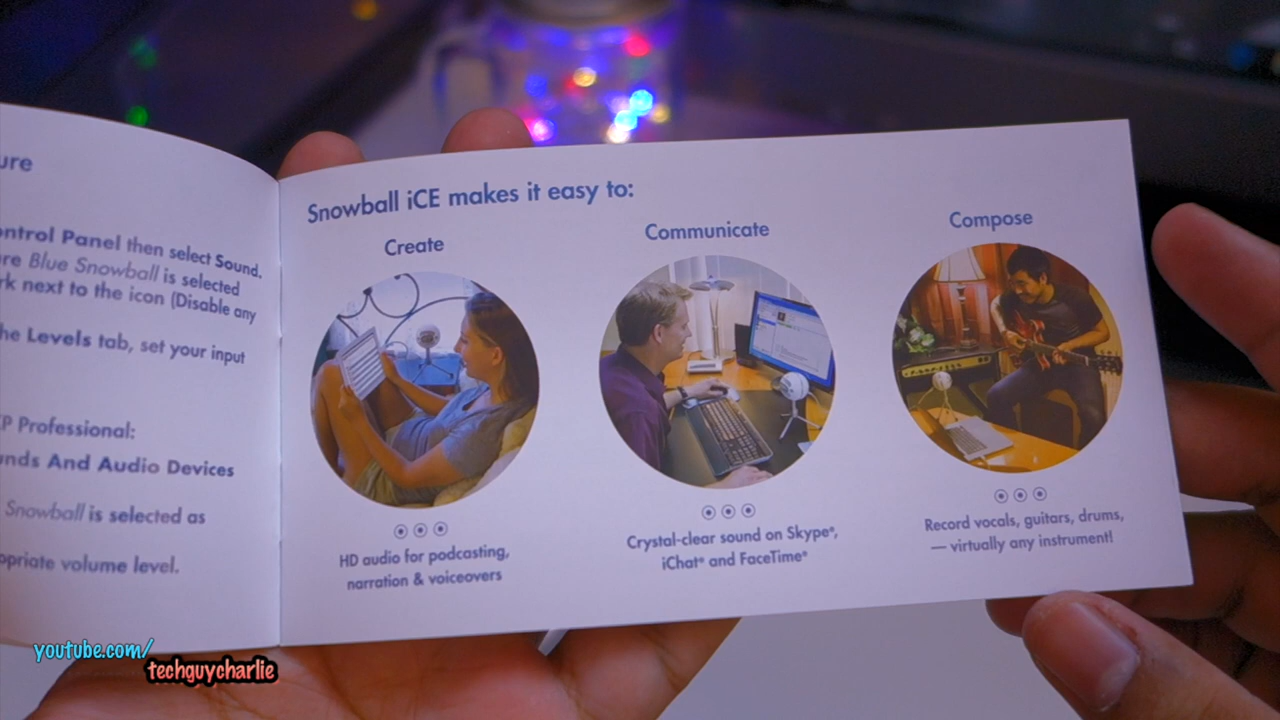 ure
ontrol Panel then select Sound.
re Blue Snowball is selected
rk next to the icon (Disable any
he Levels tab, set your input
P Professional:
nds And Audio Devices
Snowball is selected as
opriate volume level.
Snowball iCE makes it easy to:
Create
HD audio for podcasting,
narration & voiceovers
Communicate
Crystal-clear sound on Skype®,
iChat® and FaceTime®
Compose
Record vocals, guitars, drums,
— virtually any instrument!
youtube.com/
techguycharlie